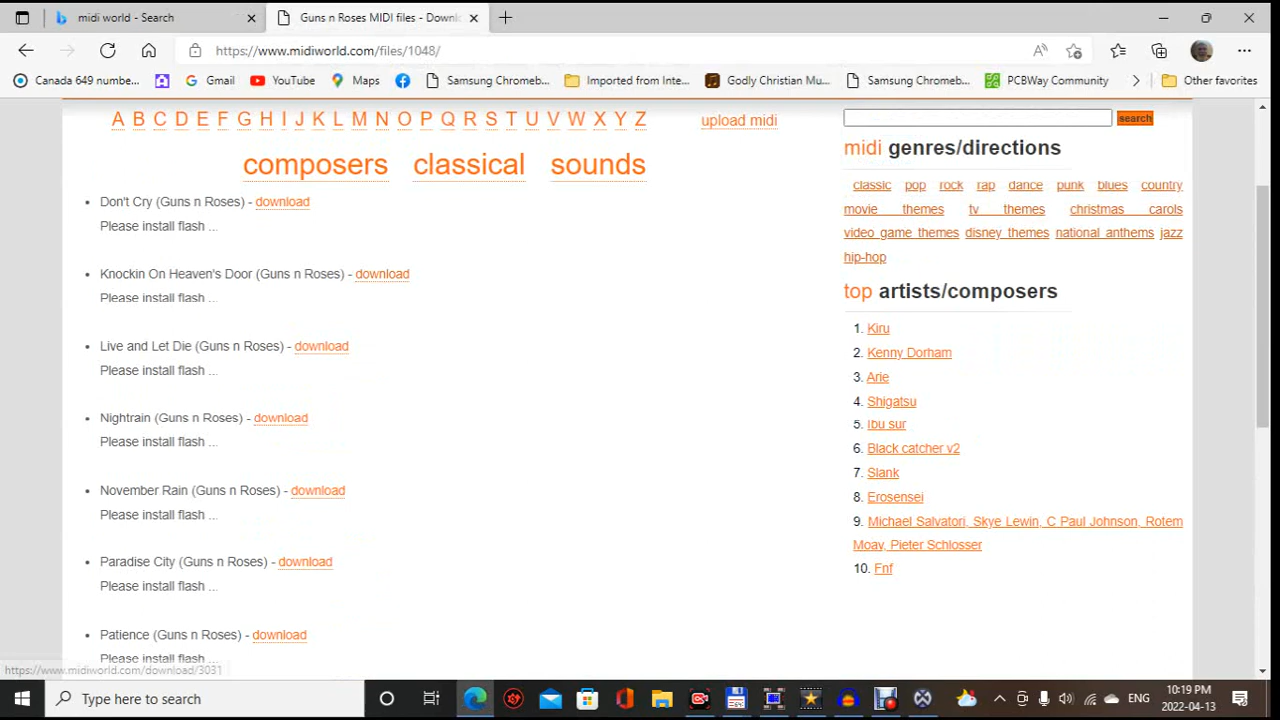 midi world - Search
Guns n Roses MIDI files - Downl
https://www.midiworld.com/files/1048/
Canada 649 numbe...
Gmail
YouTube
Maps
Samsung Chromeb...
Imported from Inte...
Godly Christian Mu...
Samsung Chromeb...
PCBWay Community
Other favorites
A B C D E F G H I J K L M N O P Q R S T U V W X Y Z
upload midi
search
composers classical sounds
Don't Cry (Guns n Roses) - download
Please install flash ...
Knockin On Heaven's Door (Guns n Roses) - download
Please install flash ...
Live and Let Die (Guns n Roses) - download
Please install flash ...
Nightrain (Guns n Roses) - download
Please install flash ...
November Rain (Guns n Roses) - download
Please install flash ...
Paradise City (Guns n Roses) - download
Please install flash ...
Patience (Guns n Roses) - download
Please install flash ...
midi genres/directions
classic pop rock rap dance punk blues country
movie themes tv themes christmas carols
video game themes disney themes national anthems jazz
hip-hop
top artists/composers
1. Kiru
2. Kenny Dorham
3. Arie
4. Shigatsu
5. Ibu sur
6. Black catcher v2
7. Slank
8. Erosensei
9. Michael Salvatori, Skye Lewin, C Paul Johnson, Rotem
Moav, Pieter Schlosser
10. Fnf
https://www.midiworld.com/download/3031
Type here to search
ENG
10:19 PM
2022-04-13